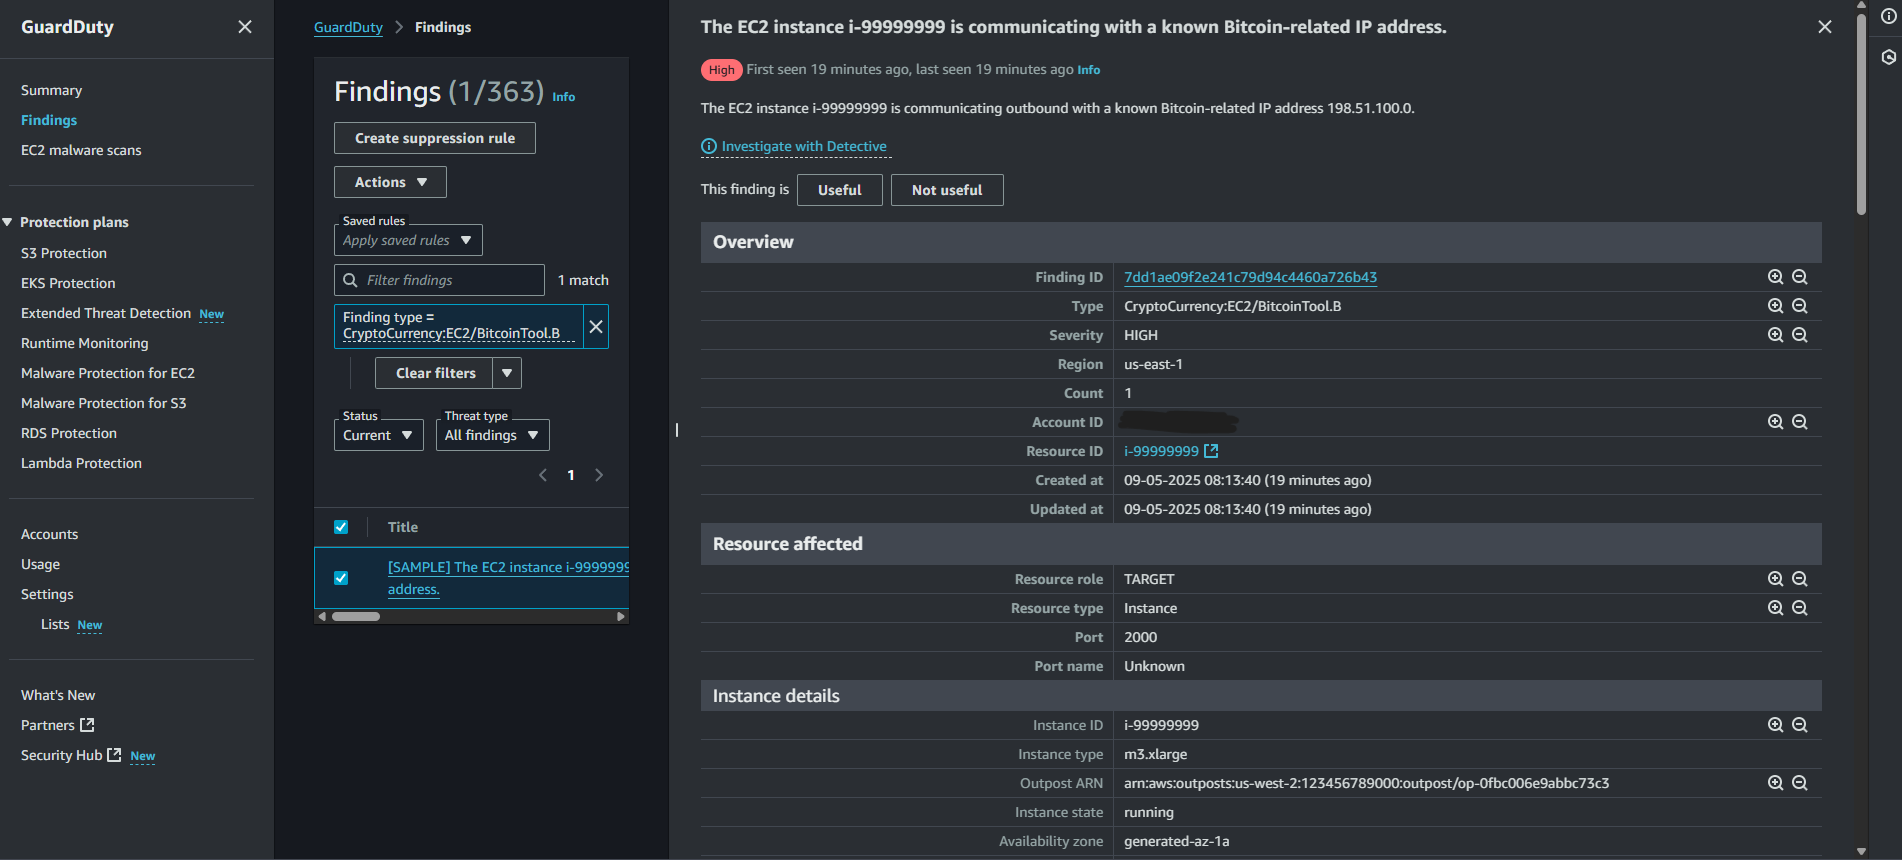 GuardDuty
Summary
Findings
EC2 malware scans
Protection plans
S3 Protection
EKS Protection
Extended Threat Detection New
Runtime Monitoring
Malware Protection for EC2
Malware Protection for S3
RDS Protection
Lambda Protection
Accounts
Usage
Settings
Lists New
What's New
Partners
Security Hub New
GuardDuty > Findings
Findings (1/363) Info
Create suppression rule
Actions
Saved rules
Apply saved rules
Filter findings 1 match
Finding type =
CryptoCurrency:EC2/BitcoinTool.B
Clear filters
Status Threat type
Current All findings
1
Title
[SAMPLE] The EC2 instance i-9999999
address.
The EC2 instance i-99999999 is communicating with a known Bitcoin-related IP address.
High First seen 19 minutes ago, last seen 19 minutes ago Info
The EC2 instance i-99999999 is communicating outbound with a known Bitcoin-related IP address 198.51.100.0.
Investigate with Detective
This finding is Useful Not useful
Overview
Finding ID 7dd1ae09f2e241c79d94c4460a726b43
Type CryptoCurrency:EC2/BitcoinTool.B
Severity HIGH
Region us-east-1
Count 1
Account ID
Resource ID i-99999999
Created at 09-05-2025 08:13:40 (19 minutes ago)
Updated at 09-05-2025 08:13:40 (19 minutes ago)
Resource affected
Resource role TARGET
Resource type Instance
Port 2000
Port name Unknown
Instance details
Instance ID i-99999999
Instance type m3.xlarge
Outpost ARN arn:aws:outposts:us-west-2:123456789000:outpost/op-0fbc006e9abbc73c3
Instance state running
Availability zone generated-az-1a